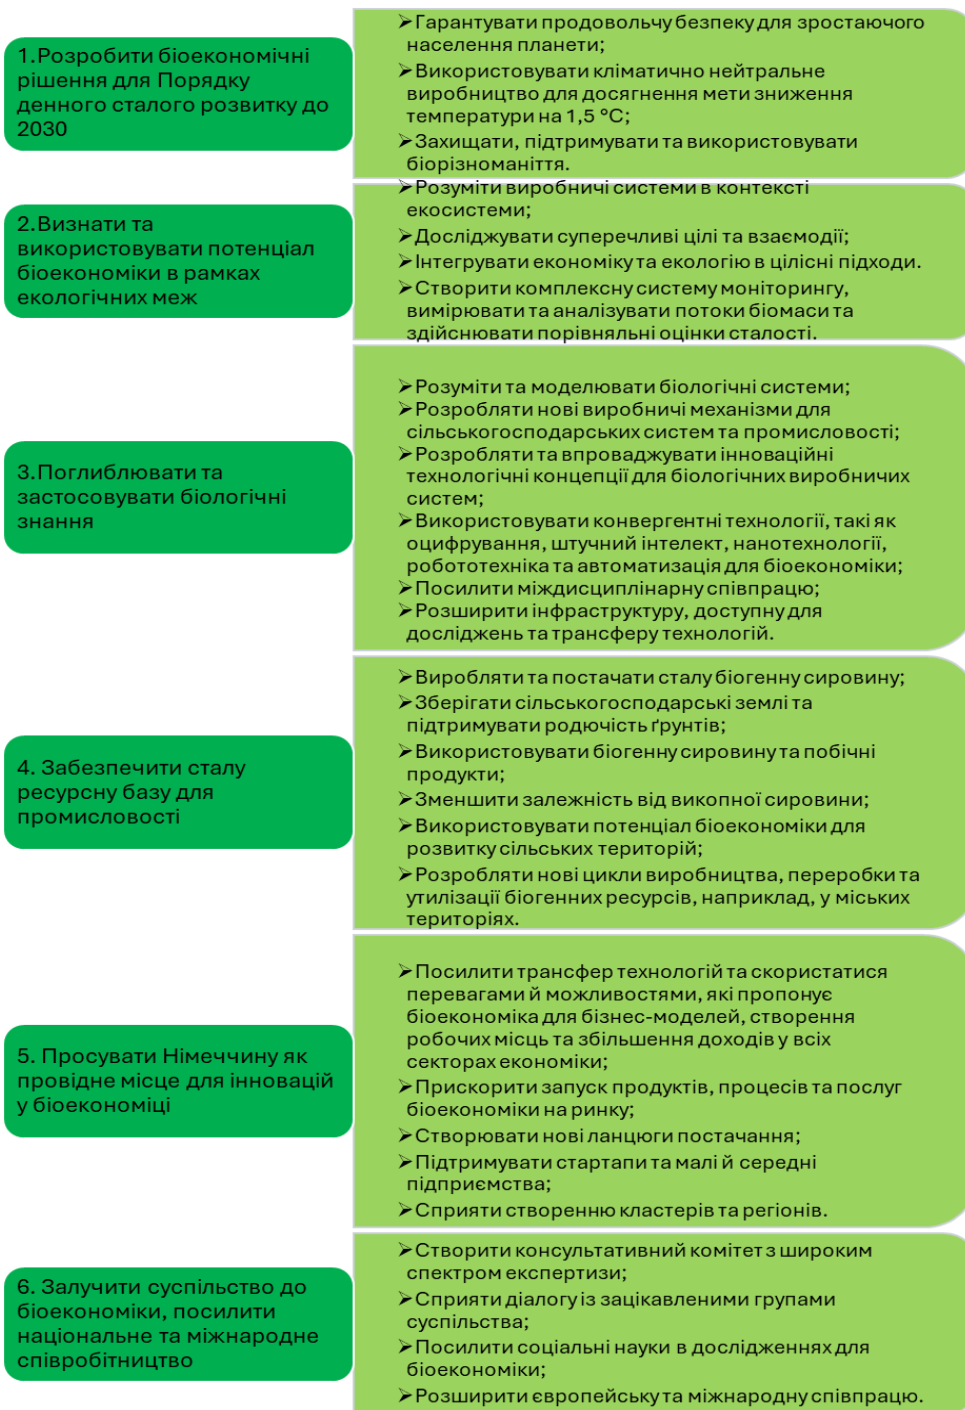 1.Розробити біоекономічні
рішення для Порядку
денного сталого розвитку до
2030
➢Гарантувати продовольчу безпеку для зростаючого
населення планети;
➢Використовувати кліматично нейтральне
виробництво для досягнення мети зниження
температури на 1,5 °C;
➢Захищати, підтримувати та використовувати
біорізноманіття.
2.Визнати та
використовувати потенціал
біоекономіки в рамках
екологічних меж
➢Розуміти виробничі системи в контексті
екосистеми;
➢Досліджувати суперечливі цілі та взаємодії;
➢Інтегрувати економіку та екологію в цілісні підходи.
➢Створити комплексну систему моніторингу,
вимірювати та аналізувати потоки біомаси та
здійснювати порівняльні оцінки сталості.
3.Поглиблювати та
застосовувати біологічні
знання
➢Розуміти та моделювати біологічні системи;
➢Розробляти нові виробничі механізми для
сільськогосподарських систем та промисловості;
➢Розробляти та впроваджувати інноваційні
технологічні концепції для біологічних виробничих
систем;
➢Використовувати конвергентні технології, такі як
оцифрування, штучний інтелект, нанотехнології,
робототехніка та автоматизація для біоекономіки;
➢Посилити міждисциплінарну співпрацю;
➢Розширити інфраструктуру, доступну для
досліджень та трансферу технологій.
4. Забезпечити сталу
ресурсну базу для
промисловості
➢Виробляти та постачати сталу біогенну сировину;
➢Зберігати сільськогосподарські землі та
підтримувати родючість ґрунтів;
➢Використовувати біогенну сировину та побічні
продукти;
➢Зменшити залежність від викопної сировини;
➢Використовувати потенціал біоекономіки для
розвитку сільських територій;
➢Розробляти нові цикли виробництва, переробки та
утилізації біогенних ресурсів, наприклад, у міських
територіях.
5. Просувати Німеччину як
провідне місце для інновацій
у біоекономіці
➢Посилити трансфер технологій та скористатися
перевагами й можливостями, які пропонує
біоекономіка для бізнес-моделей, створення
робочих місць та збільшення доходів у всіх
секторах економіки;
➢Прискорити запуск продуктів, процесів та послуг
біоекономіки на ринку;
➢Створювати нові ланцюги постачання;
➢Підтримувати стартапи та малі й середні
підприємства;
➢Сприяти створенню кластерів та регіонів.
6. Залучити суспільство до
біоекономіки, посилити
національне та міжнародне
співробітництво
➢Створити консультативний комітет з широким
спектром експертизи;
➢Сприяти діалогу із зацікавленими групами
суспільства;
➢Посилити соціальні науки в дослідженнях для
біоекономіки;
➢Розширити європейську та міжнародну співпрацю.